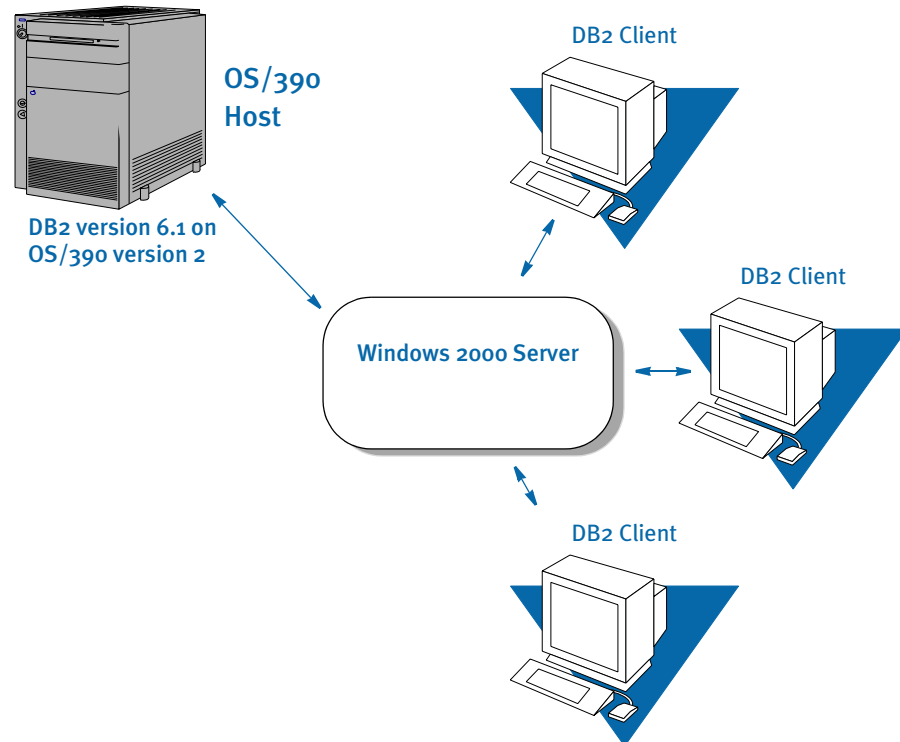 DB2 Client
OS/390
Host
DB2 version 6.1 on
OS/390 version 2
DB2 Client
Windows 2000 Server
DB2 Client